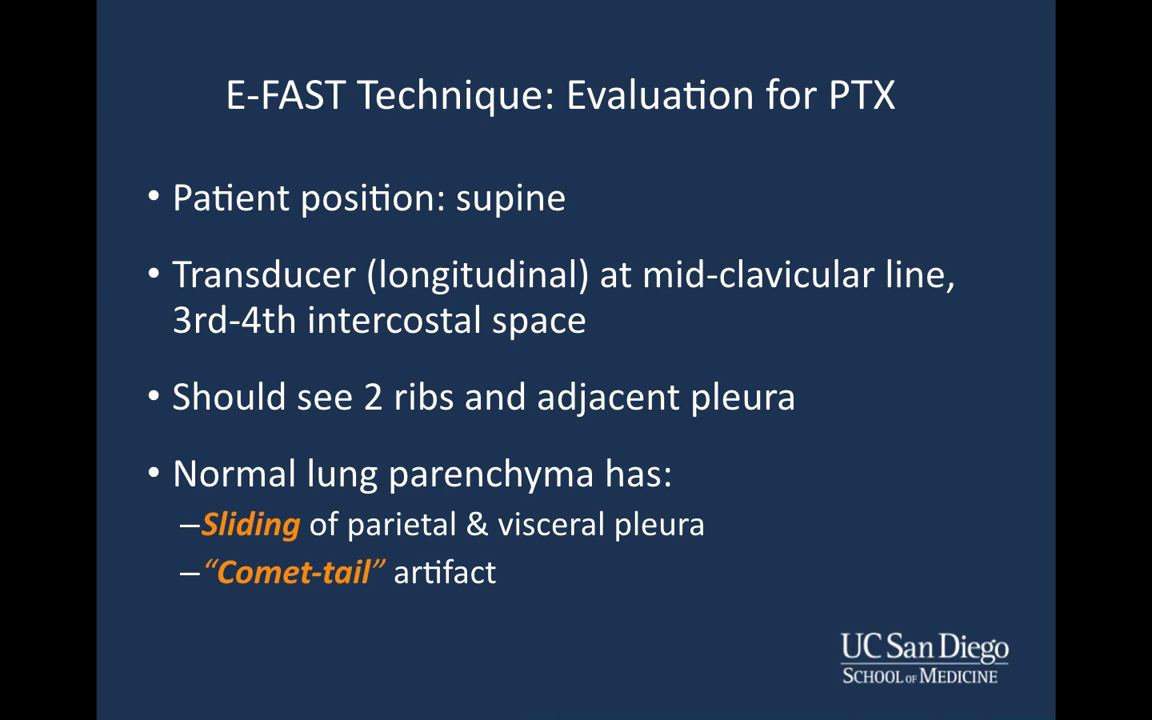 E-FAST Technique: Evaluation for PTX
• Patient position: supine
• Transducer (longitudinal) at mid-clavicular line,
3rd-4th intercostal space
• Should see 2 ribs and adjacent pleura
• Normal lung parenchyma has:
–Sliding of parietal & visceral pleura
–“Comet-tail” artifact
UC San Diego
SCHOOL OF MEDICINE